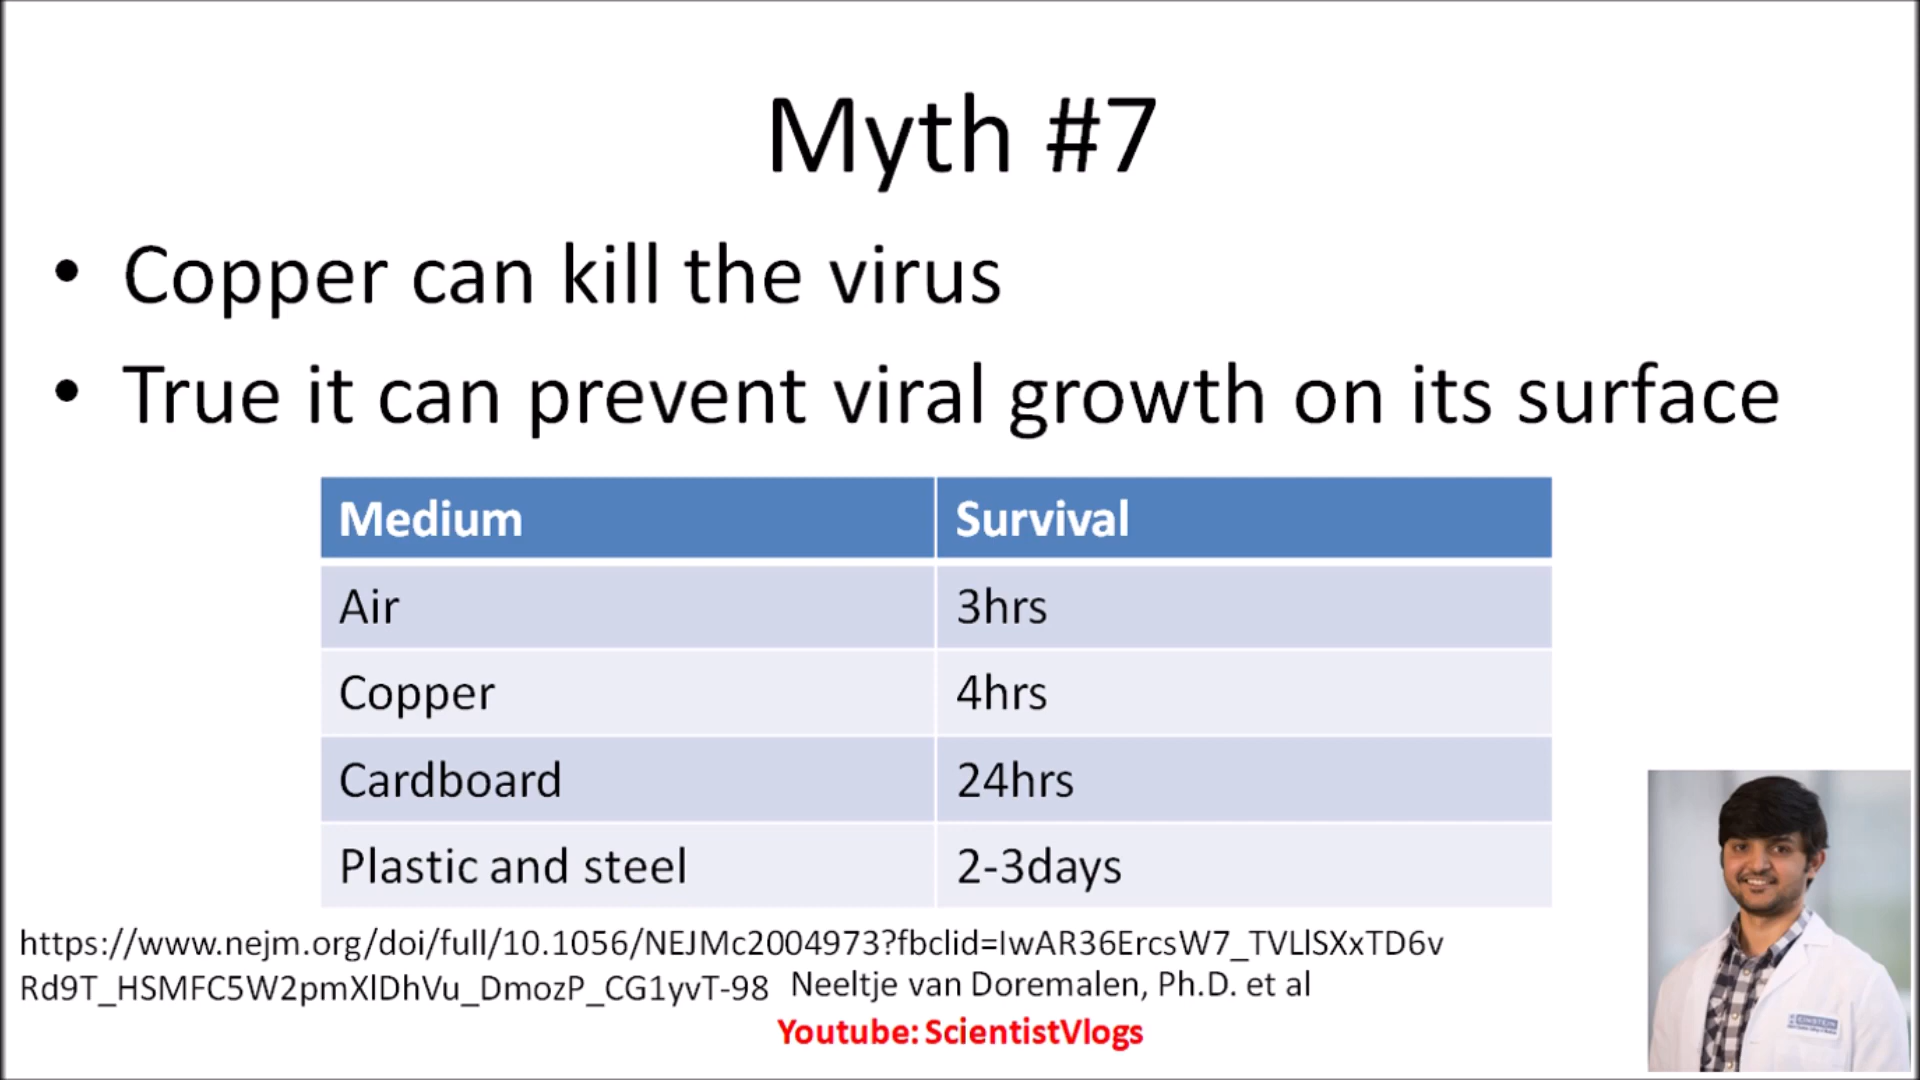 Myth #7
• Copper can kill the virus
• True it can prevent viral growth on its surface
Medium Survival
Air 3hrs
Copper 4hrs
Cardboard 24hrs
Plastic and steel 2-3days
https://www.nejm.org/doi/full/10.1056/NEJMc2004973?fbclid=IwAR36ErcsW7_TVLlSXxTD6v
Rd9T_HSMFC5W2pmXlDhVu_DmozP_CG1yvT-98 Neeltje van Doremalen, Ph.D. et al
Youtube: ScientistVlogs
EINSTEIN